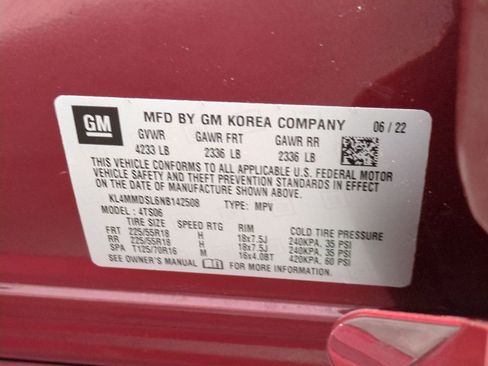 GM
MFD BY GM KOREA COMPANY 06 / 22
GVWR GAWR FRT GAWR RR
4233 LB 2336 LB 2336 LB
THIS VEHICLE CONFORMS TO ALL APPLICABLE U.S. FEDERAL MOTOR
VEHICLE SAFETY AND THEFT PREVENTION STANDARDS IN
EFFECT ON THE DATE OF MANUFACTURE SHOWN ABOVE.
KL4MMDSL6NB142508 TYPE: MPV
MODEL: 4TS06
TIRE SIZE SPEED RTG RIM COLD TIRE PRESSURE
FRT 225/55R18 H 18x7.5J 240KPA, 35 PSI
RR 225/55R18 H 18x7.5J 240KPA, 35 PSI
SPA T125/70R16 M 16x4.0BT 420KPA, 60 PSI
SEE OWNER'S MANUAL FOR MORE INFORMATION.